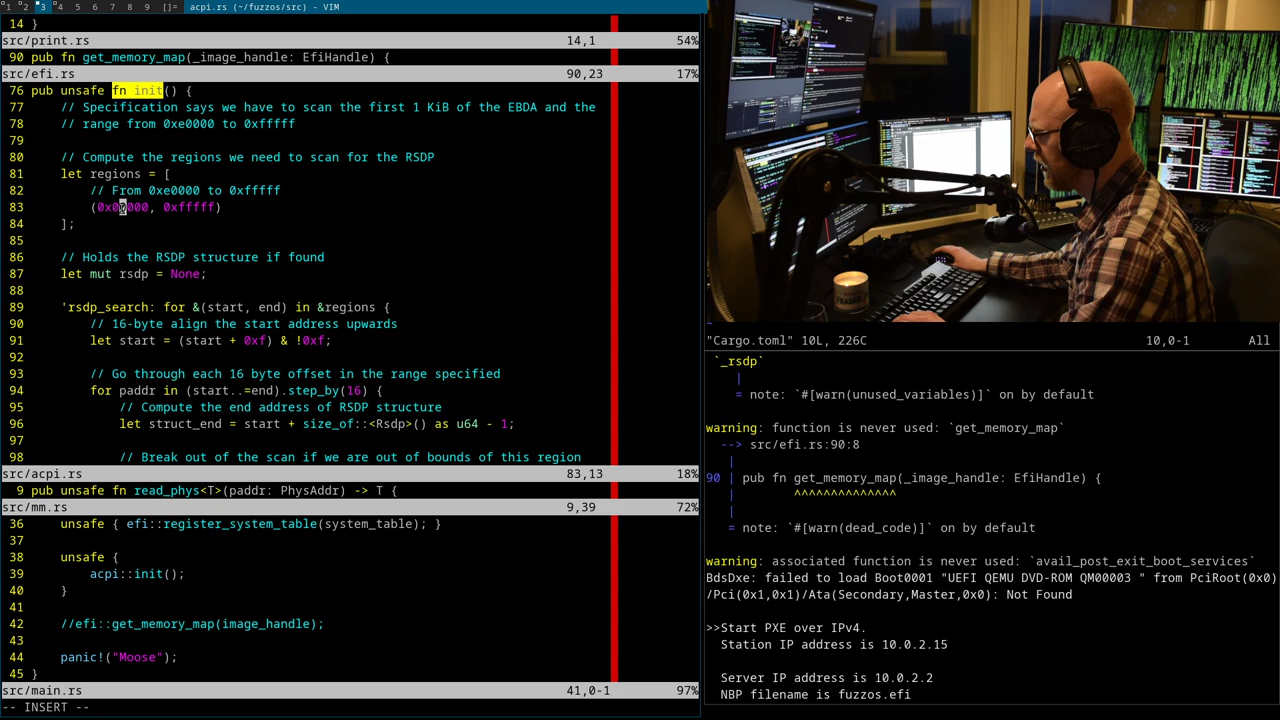 1 2 3 4 5 6 7 8 9 []= acpi.rs (~/fuzzos/src) - VIM
14 }
src/print.rs 14,1 54%
90 pub fn get_memory_map(_image_handle: EfiHandle) {
src/efi.rs 90,23 17%
76 pub unsafe fn init() {
77 // Specification says we have to scan the first 1 KiB of the EBDA and the
78 // range from 0xe0000 to 0xfffff
79
80 // Compute the regions we need to scan for the RSDP
81 let regions = [
82 // From 0xe0000 to 0xfffff
83 (0x00000, 0xfffff)
84 ];
85
86 // Holds the RSDP structure if found
87 let mut rsdp = None;
88
89 'rsdp_search: for &(start, end) in &regions {
90 // 16-byte align the start address upwards
91 let start = (start + 0xf) & !0xf;
92
93 // Go through each 16 byte offset in the range specified
94 for paddr in (start..=end).step_by(16) {
95 // Compute the end address of RSDP structure
96 let struct_end = start + size_of::<Rsdp>() as u64 - 1;
97
98 // Break out of the scan if we are out of bounds of this region
src/acpi.rs 83,13 18%
9 pub unsafe fn read_phys<T>(paddr: PhysAddr) -> T {
src/mm.rs 9,39 72%
36 unsafe { efi::register_system_table(system_table); }
37
38 unsafe {
39 acpi::init();
40 }
41
42 //efi::get_memory_map(image_handle);
43
44 panic!("Moose");
45 }
src/main.rs 41,0-1 97%
-- INSERT --
"Cargo.toml" 10L, 226C 10,0-1 All
`_rsdp`
|
= note: `#[warn(unused_variables)]` on by default
warning: function is never used: `get_memory_map`
--> src/efi.rs:90:8
|
90 | pub fn get_memory_map(_image_handle: EfiHandle) {
| ^^^^^^^^^^^^^^
|
= note: `#[warn(dead_code)]` on by default
warning: associated function is never used: `avail_post_exit_boot_services`
BdsDxe: failed to load Boot0001 "UEFI QEMU DVD-ROM QM00003 " from PciRoot(0x0)
/Pci(0x1,0x1)/Ata(Secondary,Master,0x0): Not Found
>>Start PXE over IPv4.
Station IP address is 10.0.2.15
Server IP address is 10.0.2.2
NBP filename is fuzzos.efi